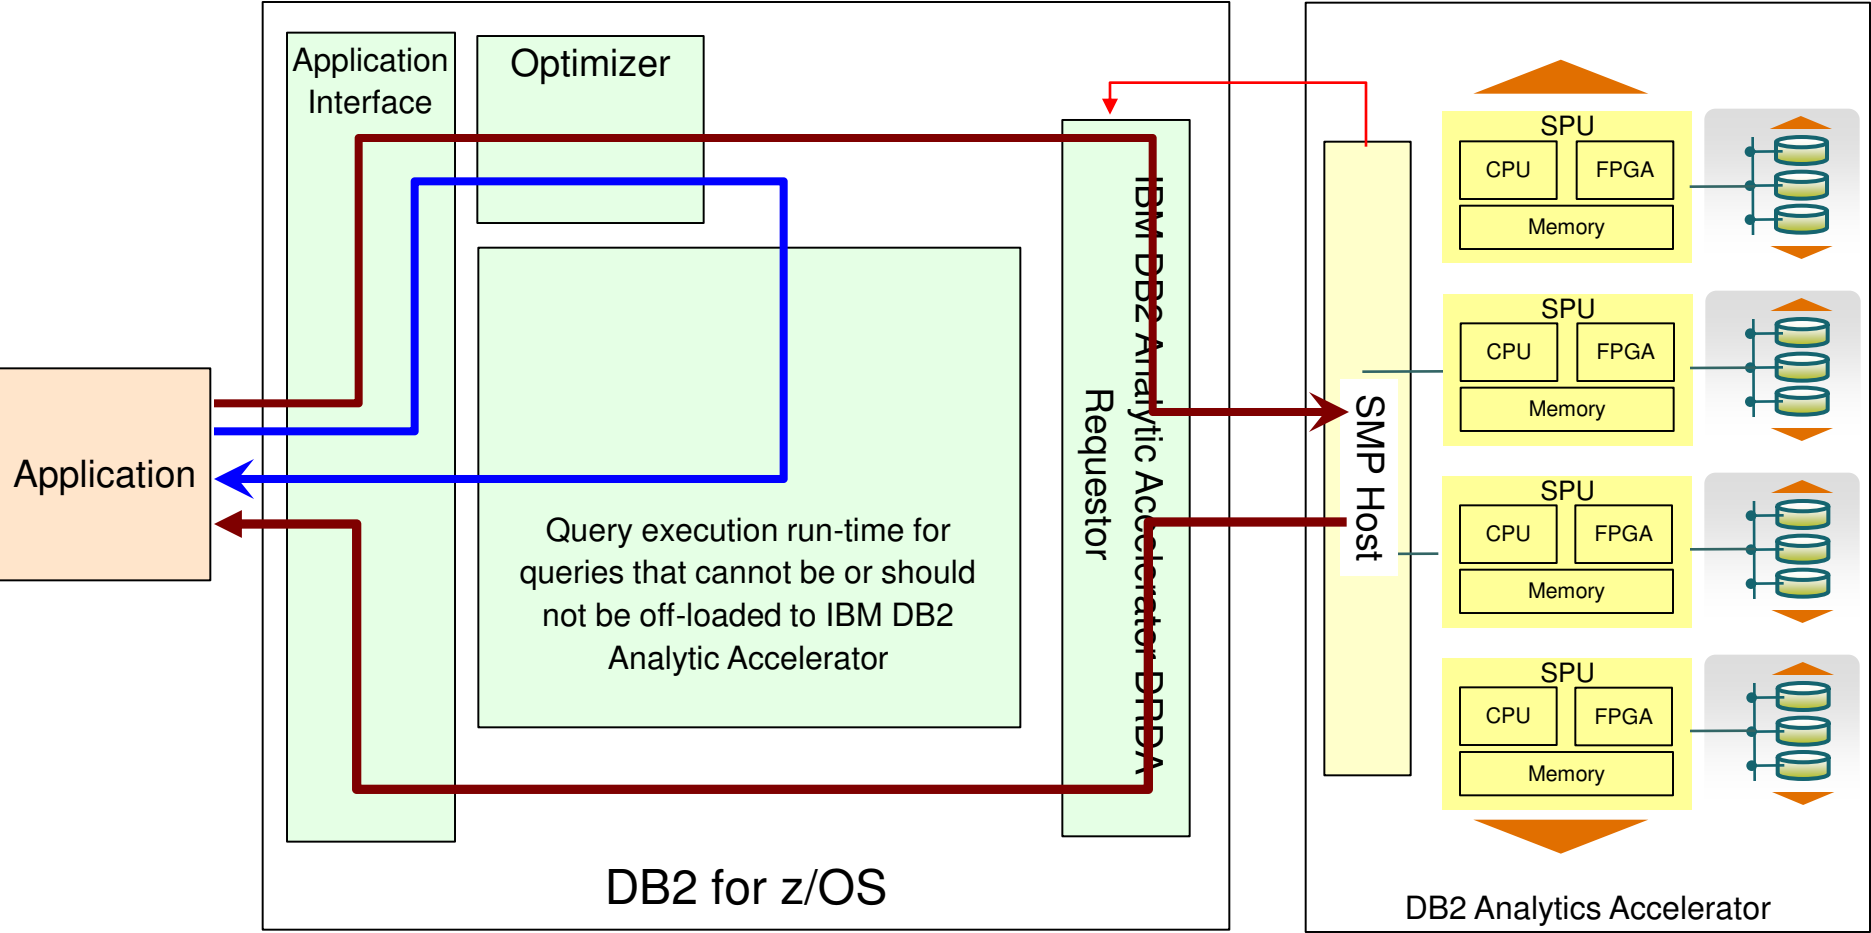 Application
Interface
Optimizer
Application
Query execution run-time for
queries that cannot be or should
not be off-loaded to IBM DB2
Analytic Accelerator
IBM DB2 Analytic Accelerator DRDA
Requestor
DB2 for z/OS
SMP Host
SPU
CPU
FPGA
Memory
SPU
CPU
FPGA
Memory
SPU
CPU
FPGA
Memory
SPU
CPU
FPGA
Memory
DB2 Analytics Accelerator